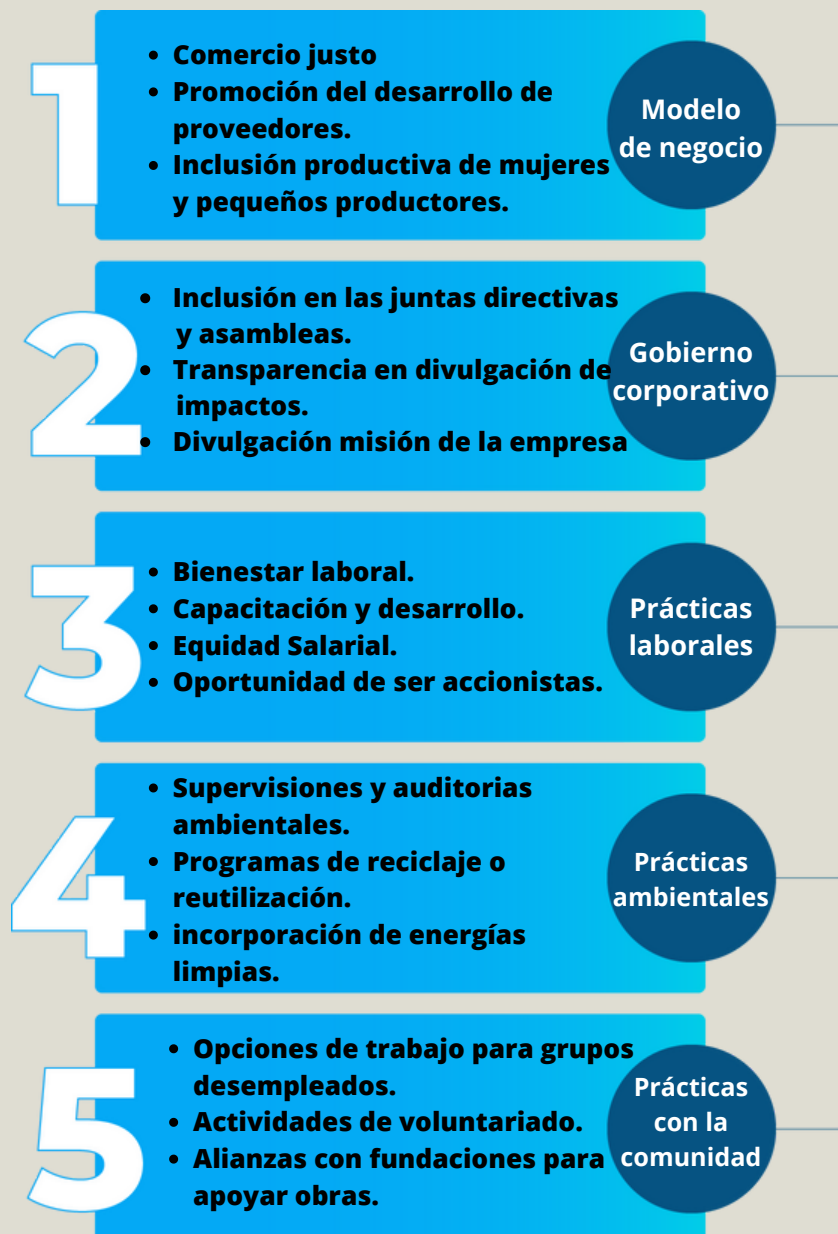 1
• Comercio justo
• Promoción del desarrollo de
proveedores.
• Inclusión productiva de mujeres
y pequeños productores.
Modelo
de negocio
2
• Inclusión en las juntas directivas
y asambleas.
• Transparencia en divulgación de
impactos.
• Divulgación misión de la empresa
Gobierno
corporativo
3
• Bienestar laboral.
• Capacitación y desarrollo.
• Equidad Salarial.
• Oportunidad de ser accionistas.
Prácticas
laborales
4
• Supervisiones y auditorias
ambientales.
• Programas de reciclaje o
reutilización.
• incorporación de energías
limpias.
Prácticas
ambientales
5
• Opciones de trabajo para grupos
desempleados.
• Actividades de voluntariado.
• Alianzas con fundaciones para
apoyar obras.
Prácticas
con la
comunidad